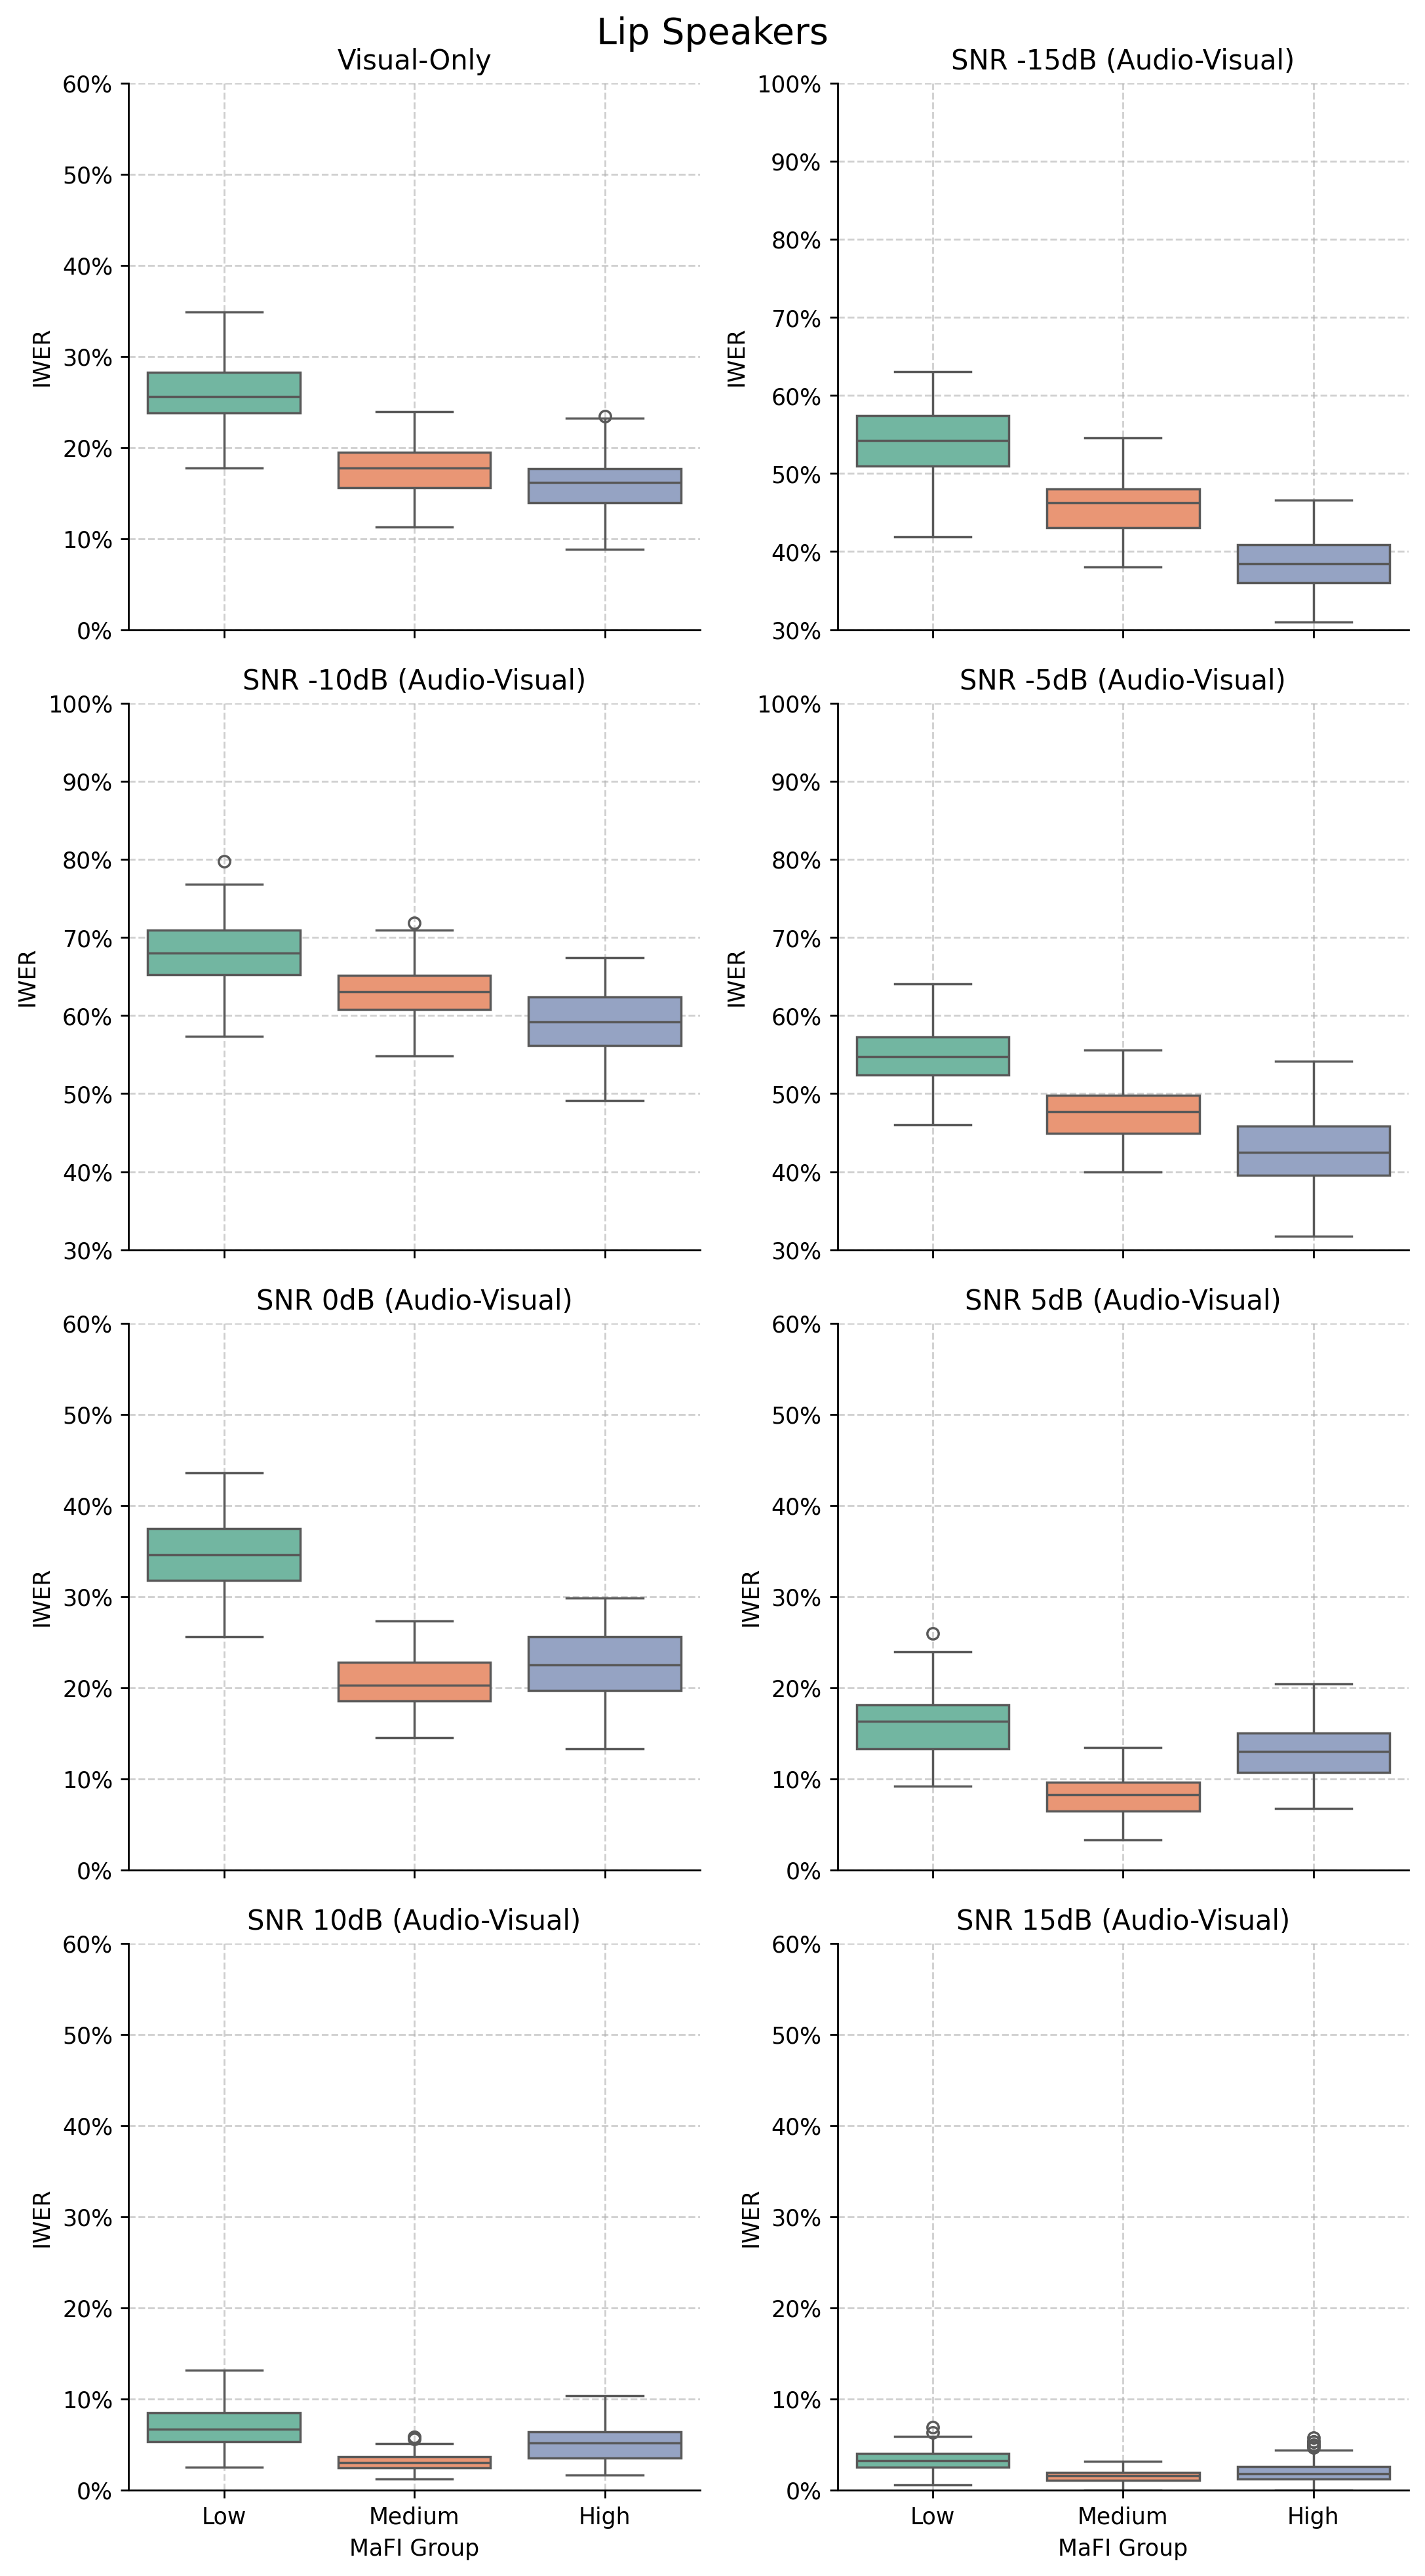 Lip Speakers
Visual-Only
60%
50%
40%
30%
20%
10%
0%
IWER
SNR -15dB (Audio-Visual)
100%
90%
80%
70%
60%
50%
40%
30%
IWER
SNR -10dB (Audio-Visual)
100%
90%
80%
70%
60%
50%
40%
30%
IWER
SNR -5dB (Audio-Visual)
100%
90%
80%
70%
60%
50%
40%
30%
IWER
SNR 0dB (Audio-Visual)
60%
50%
40%
30%
20%
10%
0%
IWER
SNR 5dB (Audio-Visual)
60%
50%
40%
30%
20%
10%
0%
IWER
SNR 10dB (Audio-Visual)
60%
50%
40%
30%
20%
10%
0%
IWER
Low Medium High
MaFI Group
SNR 15dB (Audio-Visual)
60%
50%
40%
30%
20%
10%
0%
IWER
Low Medium High
MaFI Group